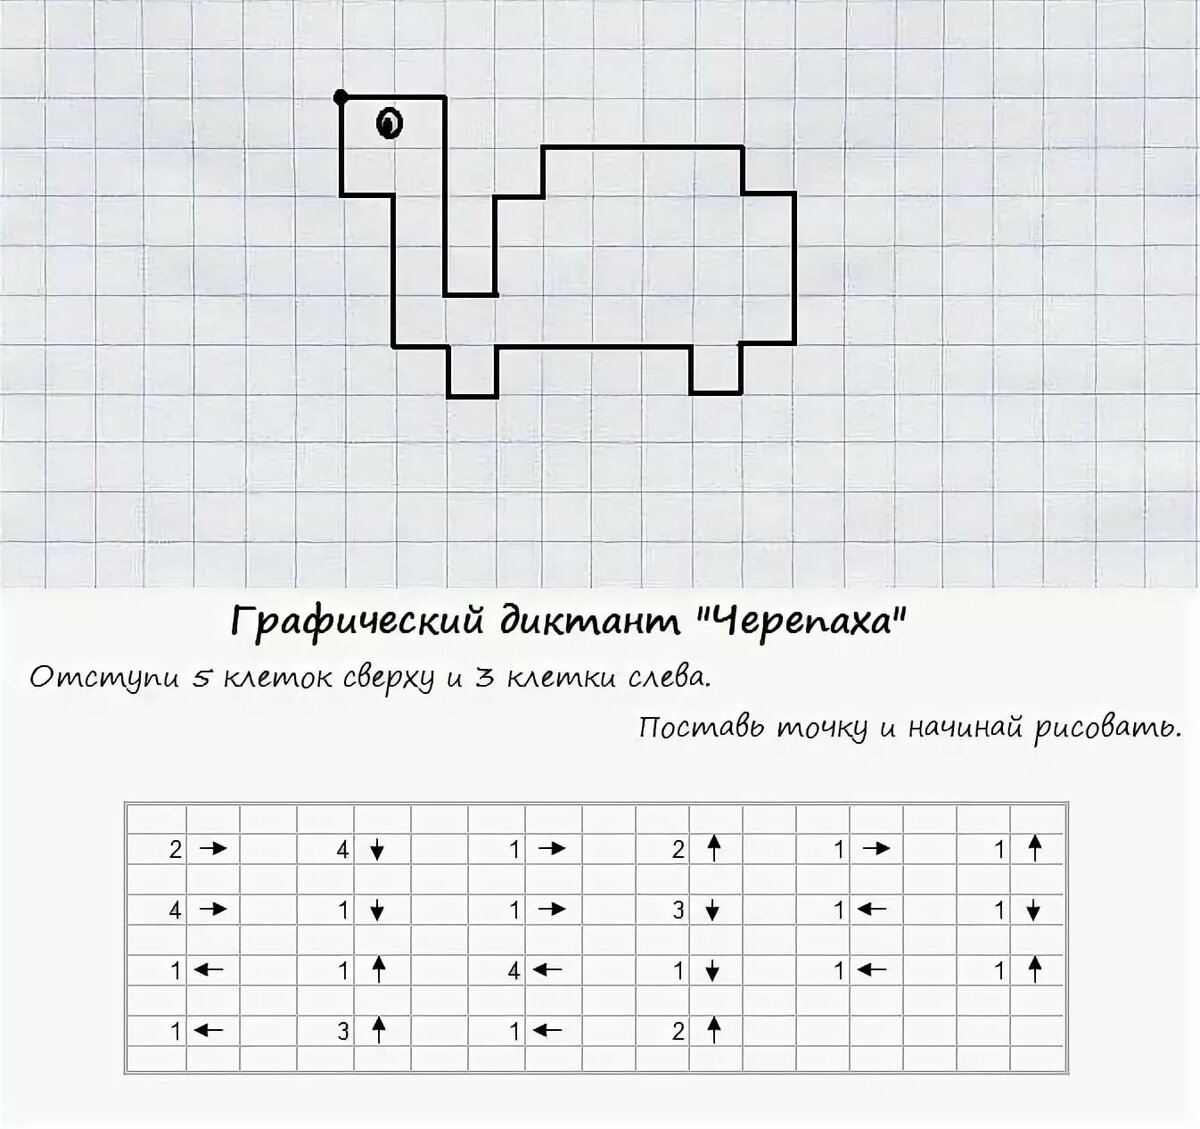 Графический диктант "Черепаха"
Отступи 5 клеток сверху и 3 клетки слева.
Поставь точку и начинай рисовать.
2 → 4 ↓ 1 → 2 ↑ 1 → 1 ↑
4 → 1 ↓ 1 → 3 ↓ 1 ← 1 ↓
1 ← 1 ↑ 4 ← 1 ↓ 1 ← 1 ↑
1 ← 3 ↑ 1 ← 2 ↑